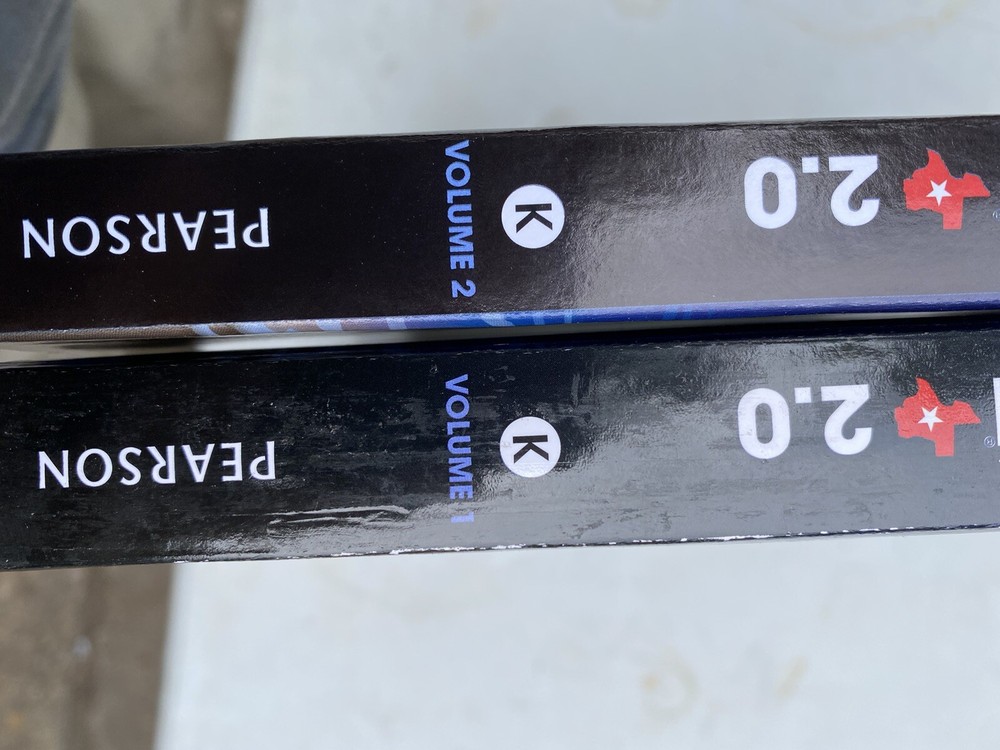 2.0
K
VOLUME 2
PEARSON
2.0
K
VOLUME 1
PEARSON